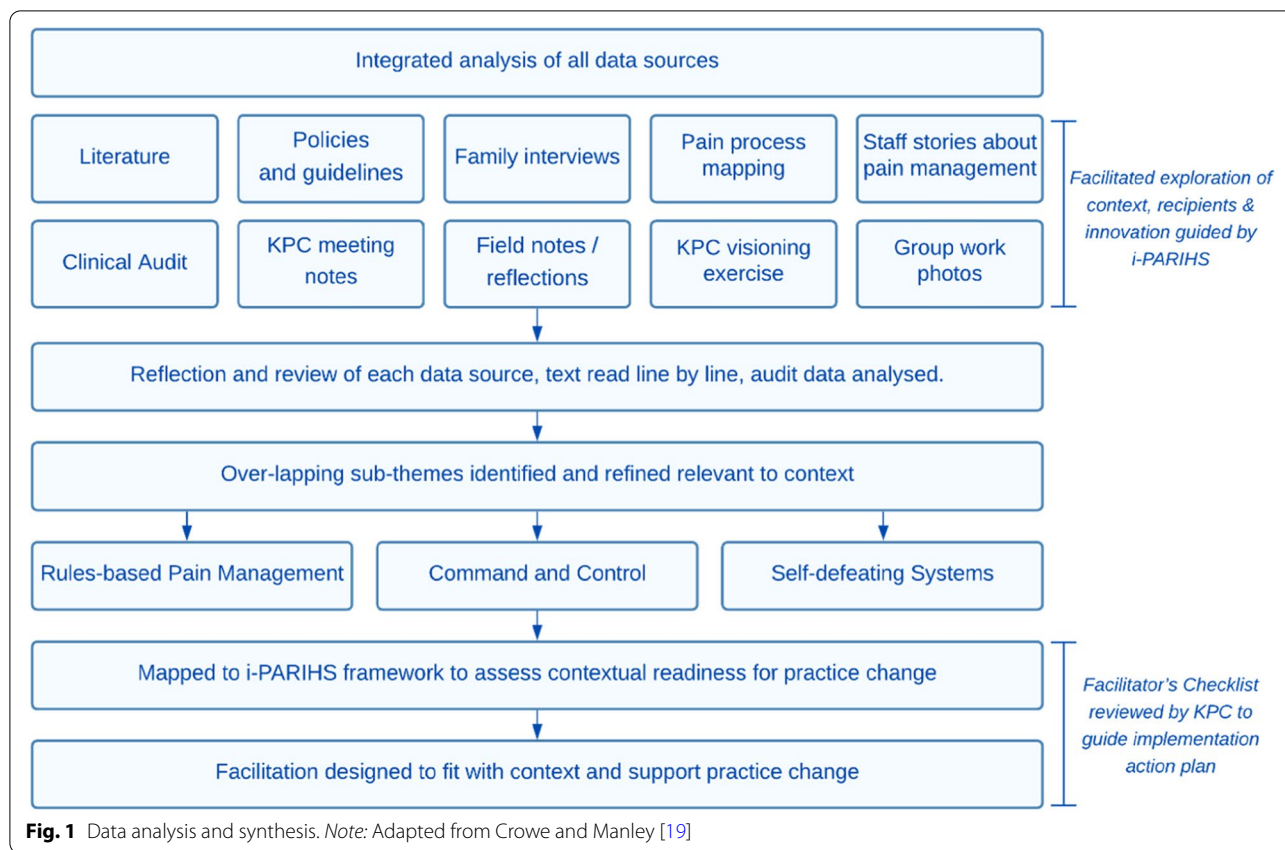 Integrated analysis of all data sources
Literature
Policies
and guidelines
Family interviews
Pain process
mapping
Staff stories about
pain management
Clinical Audit
KPC meeting
notes
Field notes /
reflections
KPC visioning
exercise
Group work
photos
Facilitated exploration of
context, recipients &
innovation guided by
i-PARIHS
Reflection and review of each data source, text read line by line, audit data analysed.
Over-lapping sub-themes identified and refined relevant to context
Rules-based Pain Management
Command and Control
Self-defeating Systems
Mapped to i-PARIHS framework to assess contextual readiness for practice change
Facilitation designed to fit with context and support practice change
Facilitator's Checklist
reviewed by KPC to
guide implementation
action plan
Fig. 1 Data analysis and synthesis. Note: Adapted from Crowe and Manley [19]